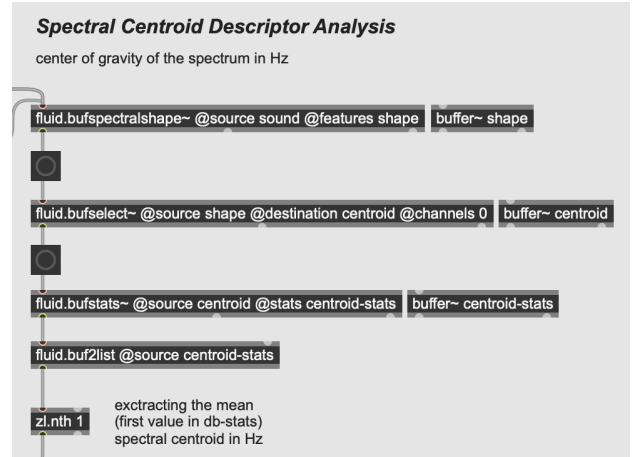 Spectral Centroid Descriptor Analysis
center of gravity of the spectrum in Hz
fluid.bufspectralshape~ @source sound @features shape buffer~ shape
fluid.bufselect~ @source shape @destination centroid @channels 0 buffer~ centroid
fluid.bufstats~ @source centroid @stats centroid-stats buffer~ centroid-stats
fluid.buf2list @source centroid-stats
zl.nth 1
exctracting the mean
(first value in db-stats)
spectral centroid in Hz